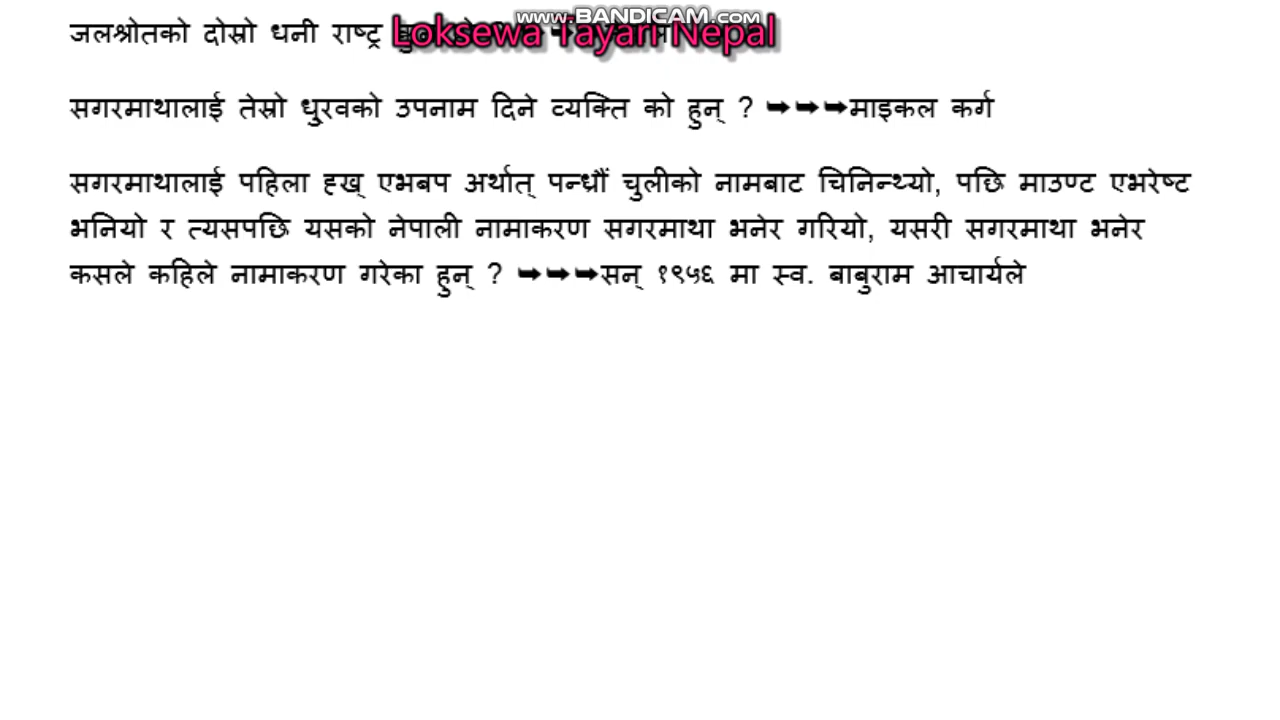 www.BANDICAM.com
जलश्रोतको दोस्रो धनी राष्ट्र
Loksewa Tayari Nepal
सगरमाथालाई तेस्रो धु्रवको उपनाम दिने व्यक्ति को हुन् ? ➥➥➥माइकल कर्ग
सगरमाथालाई पहिला ह्ख् एभबप अर्थात् पन्ध्रौं चुलीको नामबाट चिनिन्थ्यो, पछि माउण्ट एभरेष्ट
भनियो र त्यसपछि यसको नेपाली नामाकरण सगरमाथा भनेर गरियो, यसरी सगरमाथा भनेर
कसले कहिले नामाकरण गरेका हुन् ? ➥➥➥सन् १९५६ मा स्व. बाबुराम आचार्यले